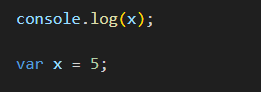 console.log(x);
var x = 5;